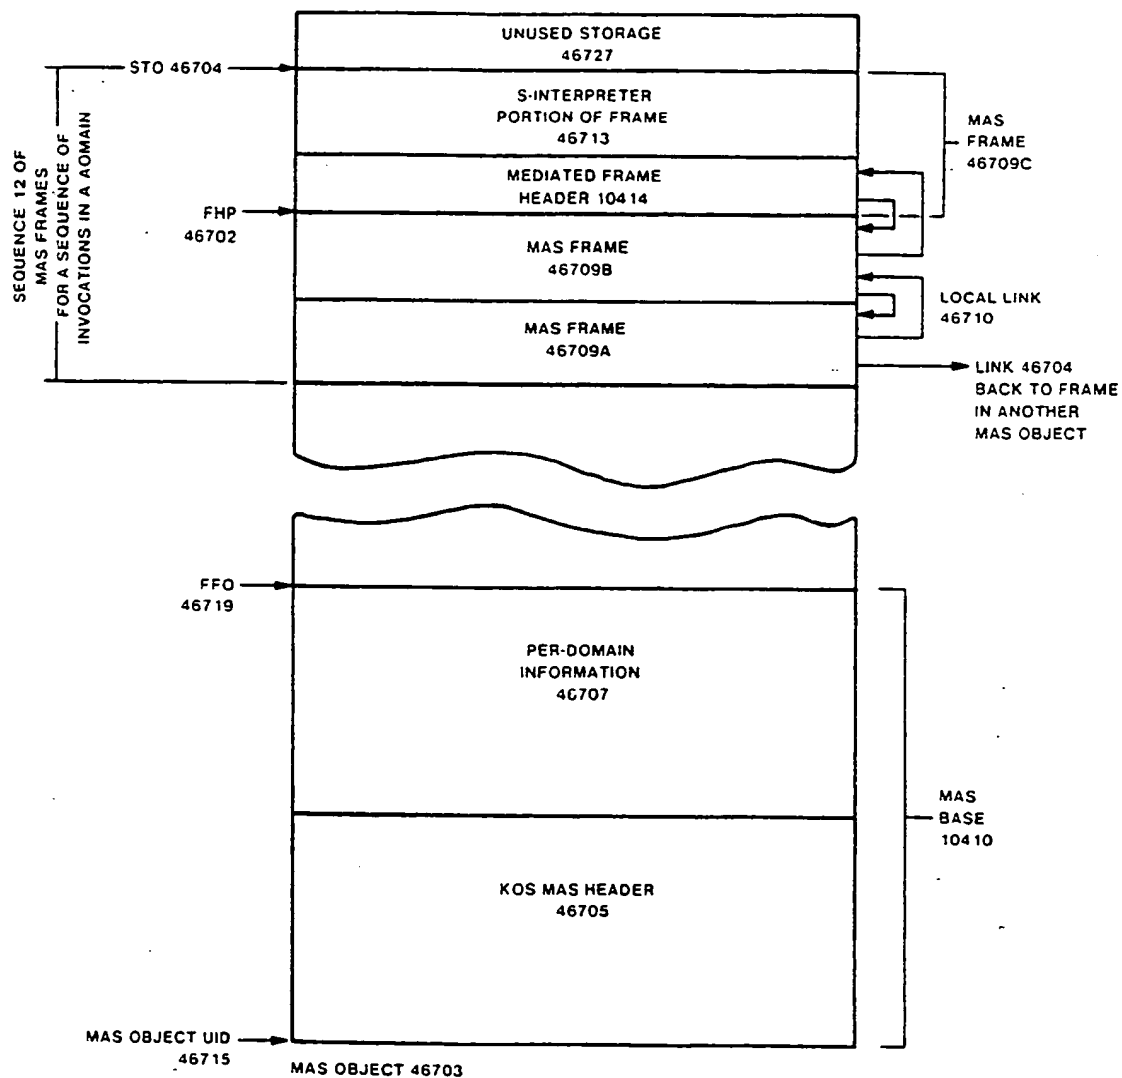 UNUSED STORAGE
46727
STO 46704
S-INTERPRETER
PORTION OF FRAME
46713
MAS
FRAME
46709C
MEDIATED FRAME
HEADER 10414
FHP
46702
SEQUENCE 12 OF
MAS FRAMES
FOR A SEQUENCE OF
INVOCATIONS IN A AOMAIN
MAS FRAME
46709B
LOCAL LINK
46710
MAS FRAME
46709A
LINK 46704
BACK TO FRAME
IN ANOTHER
MAS OBJECT
FFO
46719
PER-DOMAIN
INFORMATION
46707
MAS
BASE
10410
KOS MAS HEADER
46705
MAS OBJECT UID
46715
MAS OBJECT 46703